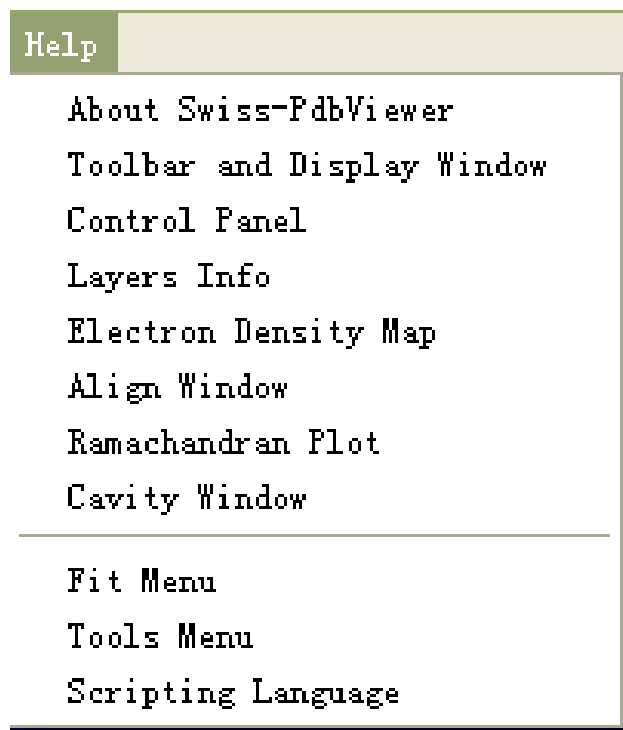 Help
About Swiss-PdbViewer
Toolbar and Display Window
Control Panel
Layers Info
Electron Density Map
Align Window
Ramachandran Plot
Cavity Window
Fit Menu
Tools Menu
Scripting Language